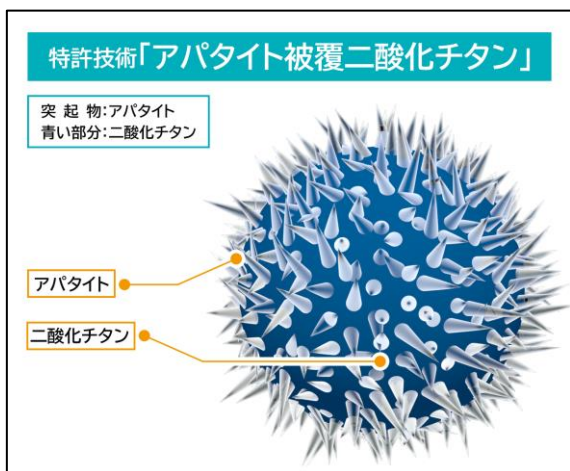 特許技術「アパタイト被覆二酸化チタン」
突起物:アパタイト
青い部分:二酸化チタン
アパタイト
二酸化チタン